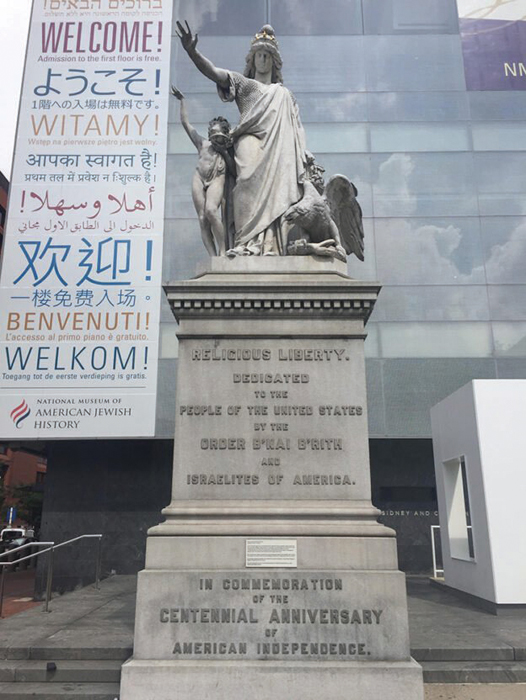 ברוכים הבאים!
WELCOME!
Admission to the first floor is free.
ようこそ!
1階への入場は無料です.
WITAMY!
Wstęp na pierwsze piętro jest wolny
आपका स्वागत है!
प्रथम तल में प्रवेश निःशुल्क है।
أهلا وسهلا!
الدخول الى الطابق الاول مجاني
欢迎!
一楼免费入场。
BENVENUTI!
L'accesso al primo piano è gratuito.
WELKOM!
Toegang tot de eerste verdieping is gratis.
NATIONAL MUSEUM OF
AMERICAN JEWISH
HISTORY
NM
RELIGIOUS LIBERTY.
DEDICATED
TO THE
PEOPLE OF THE UNITED STATES
BY THE
ORDER B'NAI B'RITH
AND
ISRAELITES OF AMERICA.
IN COMMEMORATION
OF THE
CENTENNIAL ANNIVERSARY
OF
AMERICAN INDEPENDENCE.
SIDNEY AND C